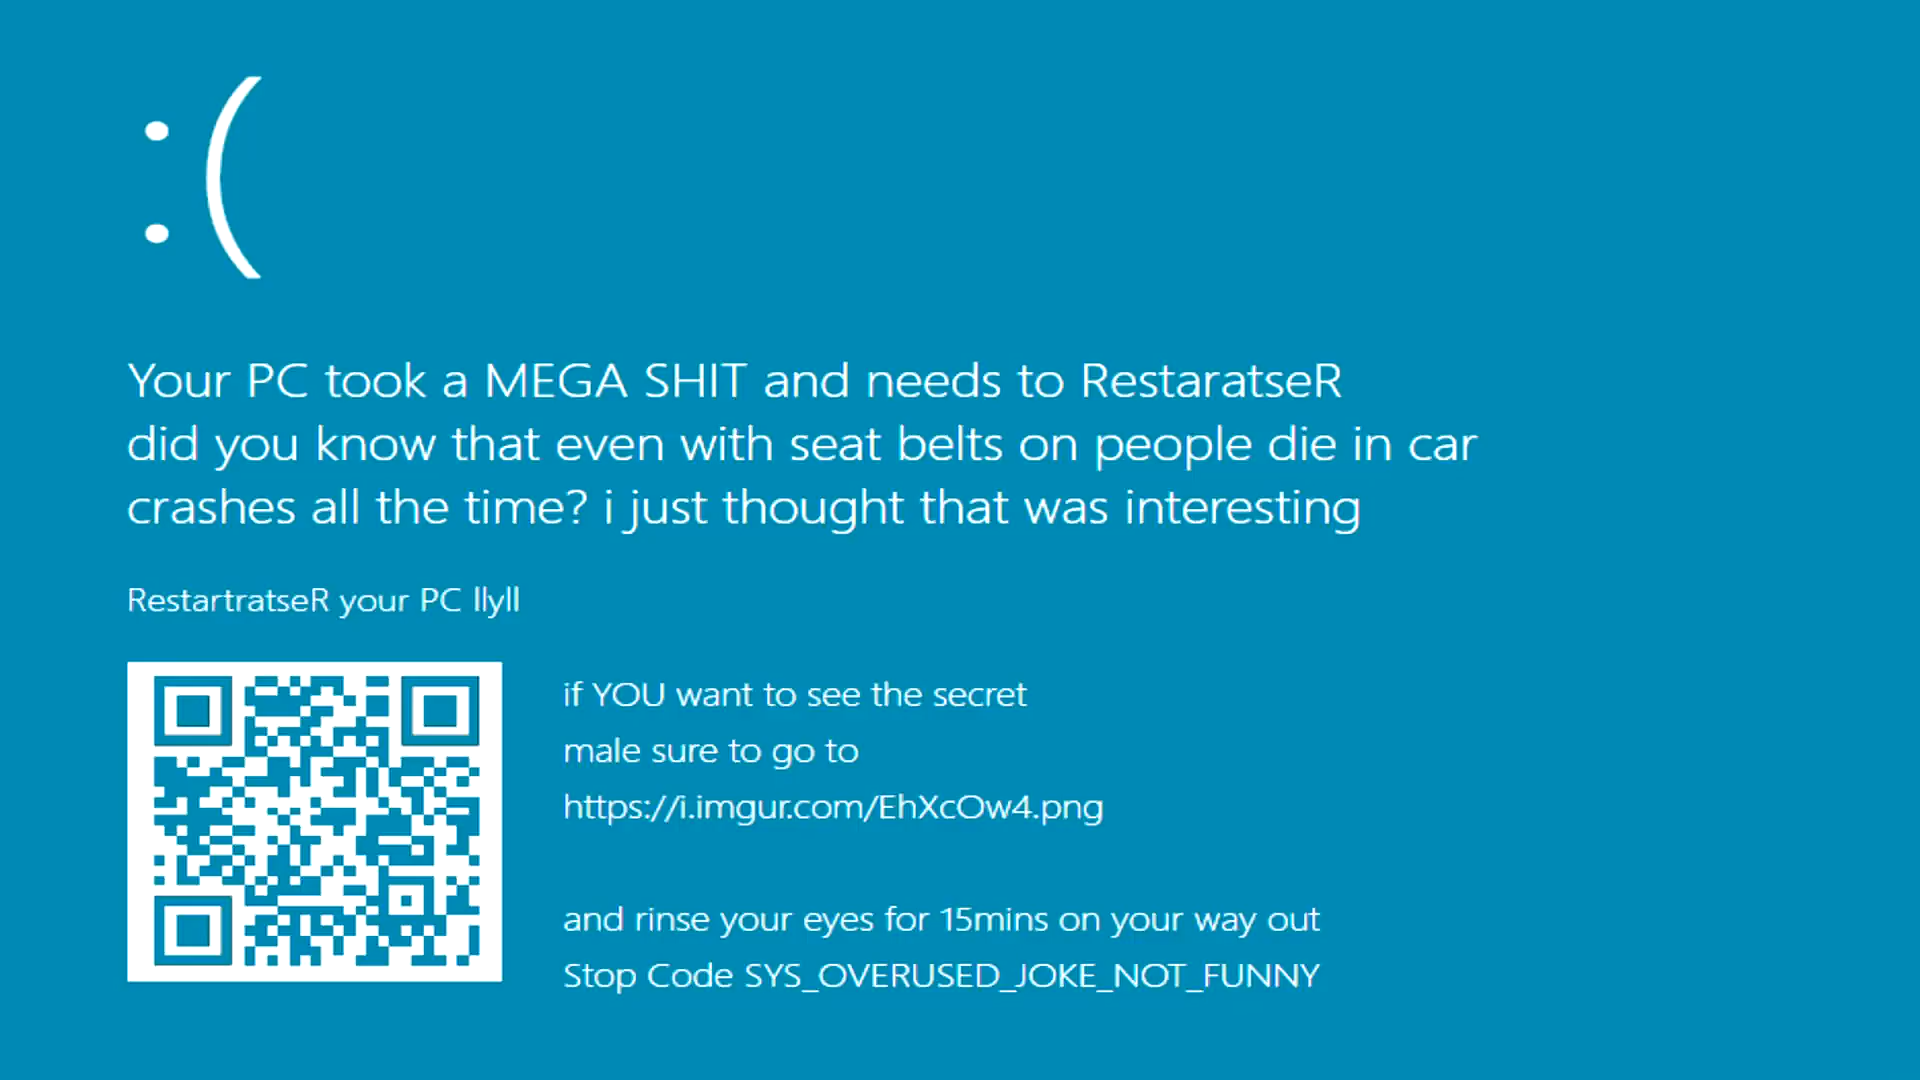 :(
Your PC took a MEGA SHIT and needs to RestaratseR
did you know that even with seat belts on people die in car
crashes all the time? i just thought that was interesting
RestartratseR your PC llyll
if YOU want to see the secret
male sure to go to
https://i.imgur.com/EhXcOw4.png
and rinse your eyes for 15mins on your way out
Stop Code SYS_OVERUSED_JOKE_NOT_FUNNY